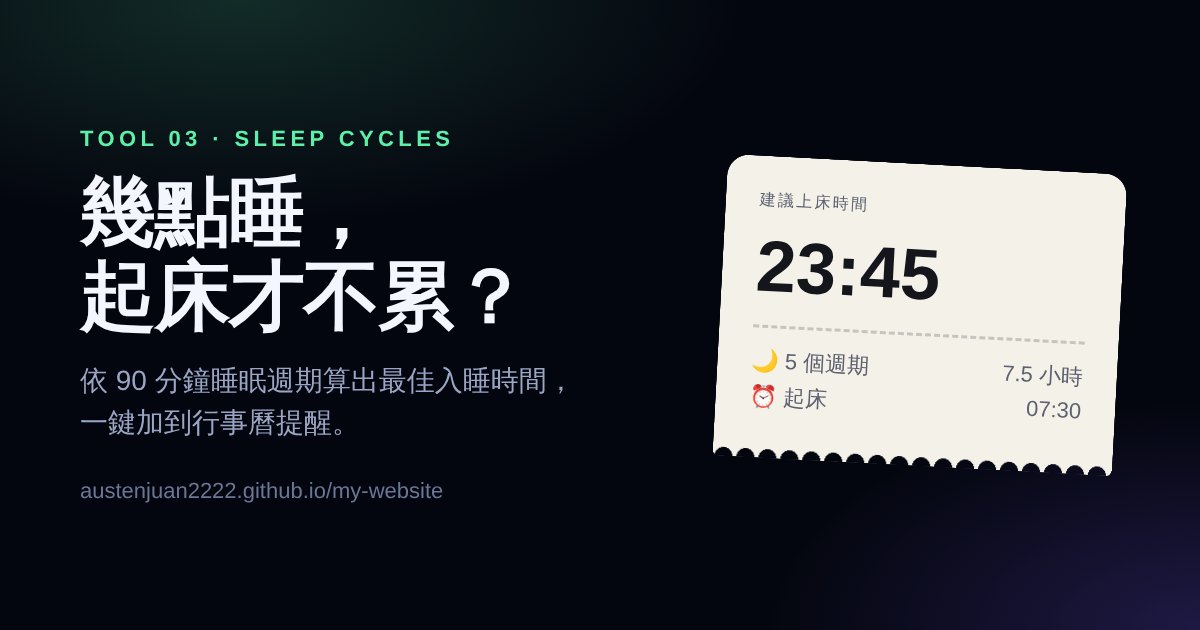 TOOL 03 · SLEEP CYCLES
幾點睡，
起床才不累？
依 90 分鐘睡眠週期算出最佳入睡時間，
一鍵加到行事曆提醒。
austenjuan2222.github.io/my-website
建議上床時間
23:45
🌙 5 個週期 7.5 小時
⏰ 起床 07:30